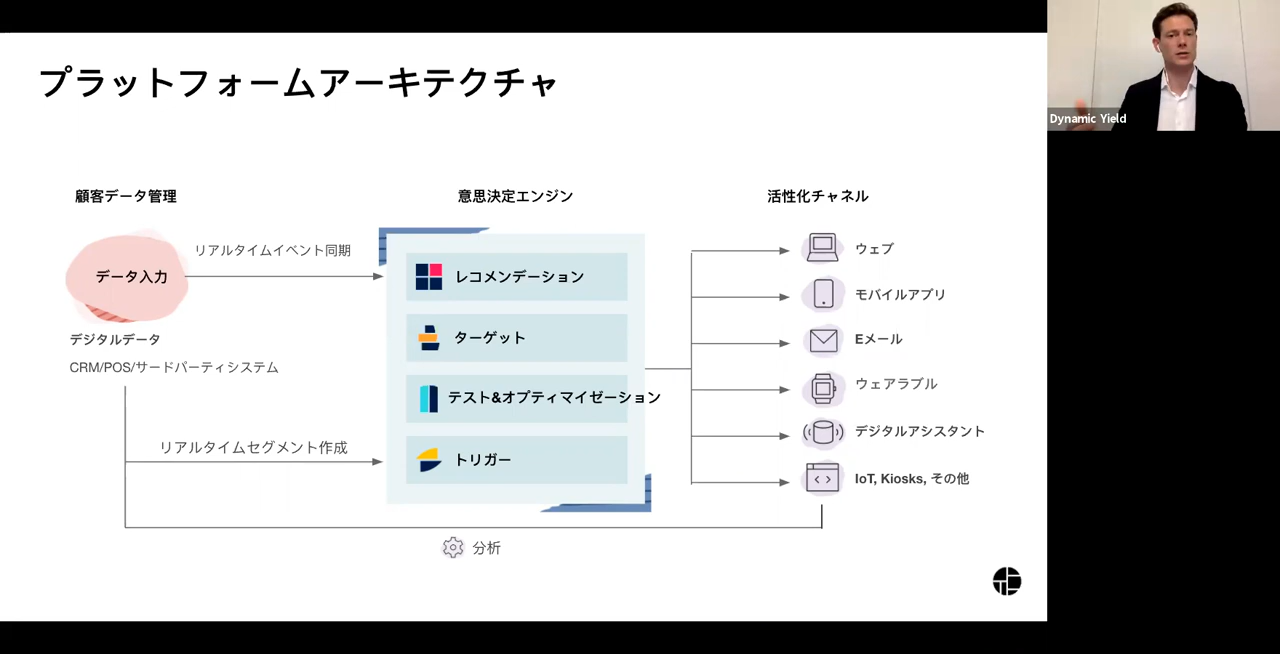 プラットフォームアーキテクチャ
Dynamic Yield
顧客データ管理
意思決定エンジン
活性化チャネル
データ入力
リアルタイムイベント同期
デジタルデータ
CRM/POS/サードパーティシステム
リアルタイムセグメント作成
レコメンデーション
ターゲット
テスト&オプティマイゼーション
トリガー
ウェブ
モバイルアプリ
Eメール
ウェアラブル
デジタルアシスタント
IoT, Kiosks, その他
分析